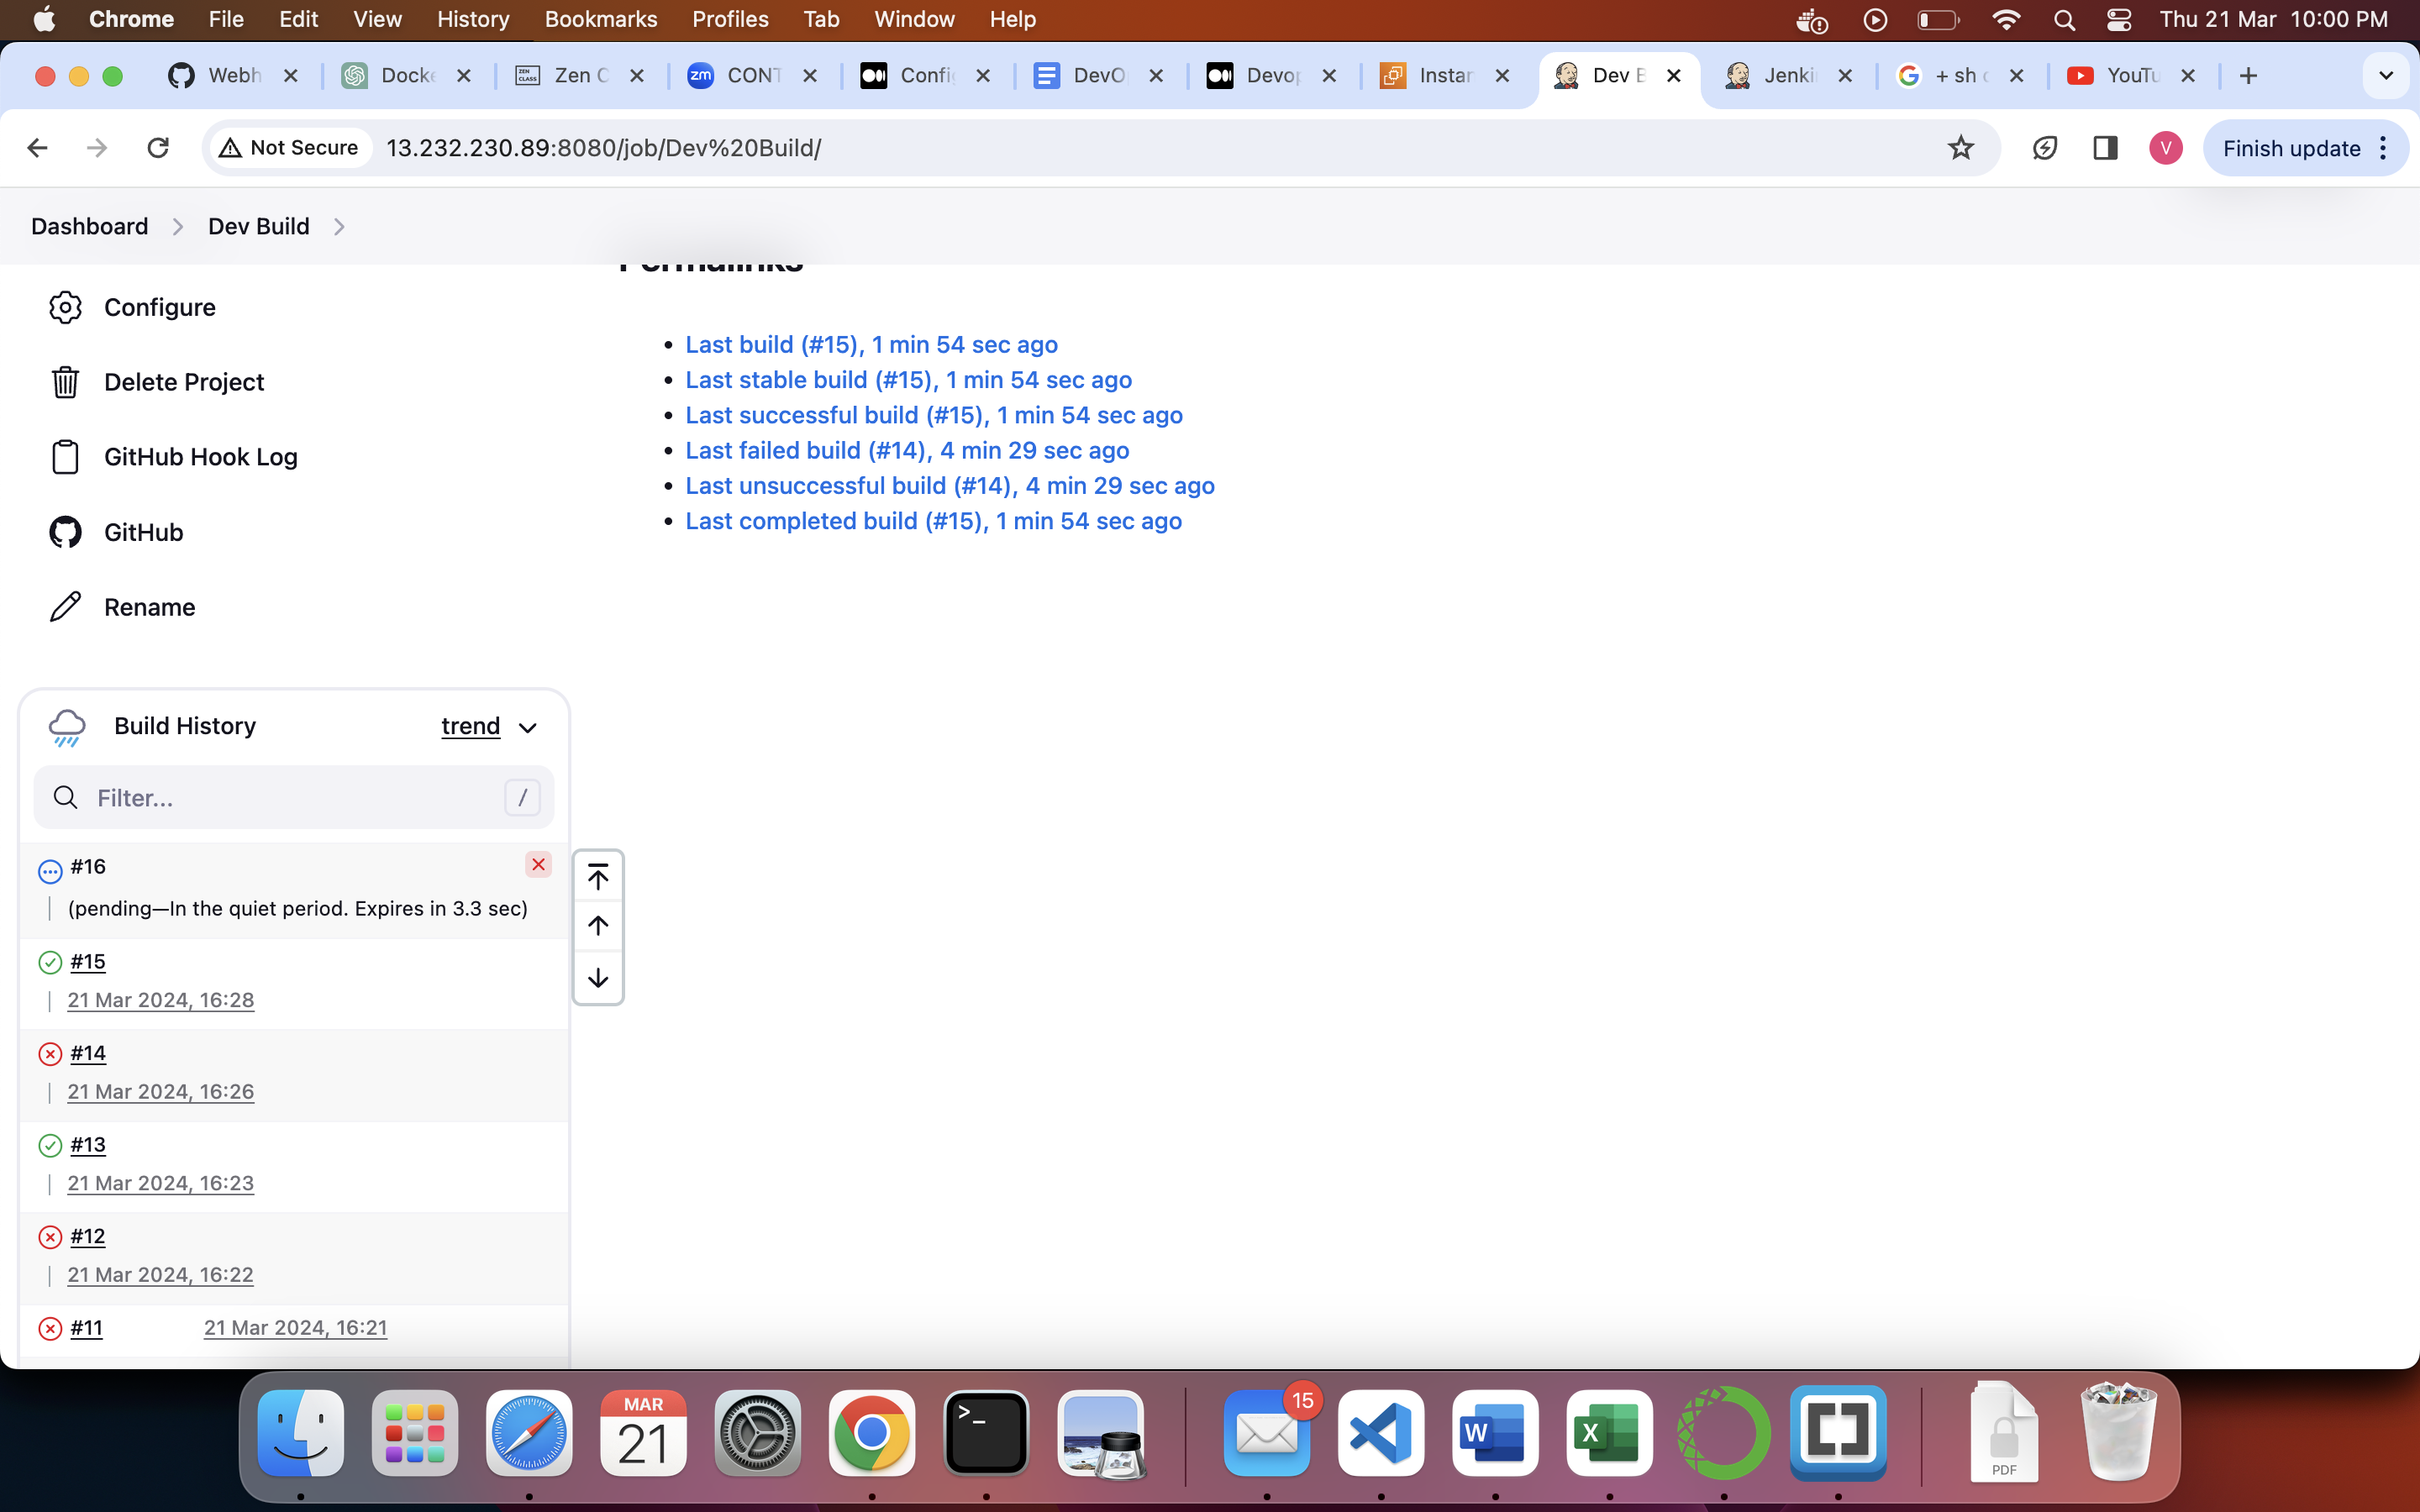 Chrome File Edit View History Bookmarks Profiles Tab Window Help Thu 21 Mar 10:00 PM
Webh Docke Zen C CONT Config DevO Devop Instan Dev B Jenki + sh YouTu
Not Secure 13.232.230.89:8080/job/Dev%20Build/ V Finish update
Dashboard Dev Build
Permalinks
Configure
Last build (#15), 1 min 54 sec ago
Last stable build (#15), 1 min 54 sec ago
Delete Project
Last successful build (#15), 1 min 54 sec ago
Last failed build (#14), 4 min 29 sec ago
GitHub Hook Log
Last unsuccessful build (#14), 4 min 29 sec ago
Last completed build (#15), 1 min 54 sec ago
GitHub
Rename
Build History trend
Filter... /
#16
(pending—In the quiet period. Expires in 3.3 sec)
#15
21 Mar 2024, 16:28
#14
21 Mar 2024, 16:26
#13
21 Mar 2024, 16:23
#12
21 Mar 2024, 16:22
#11 21 Mar 2024, 16:21
MAR
21
>_
15
W
X
PDF